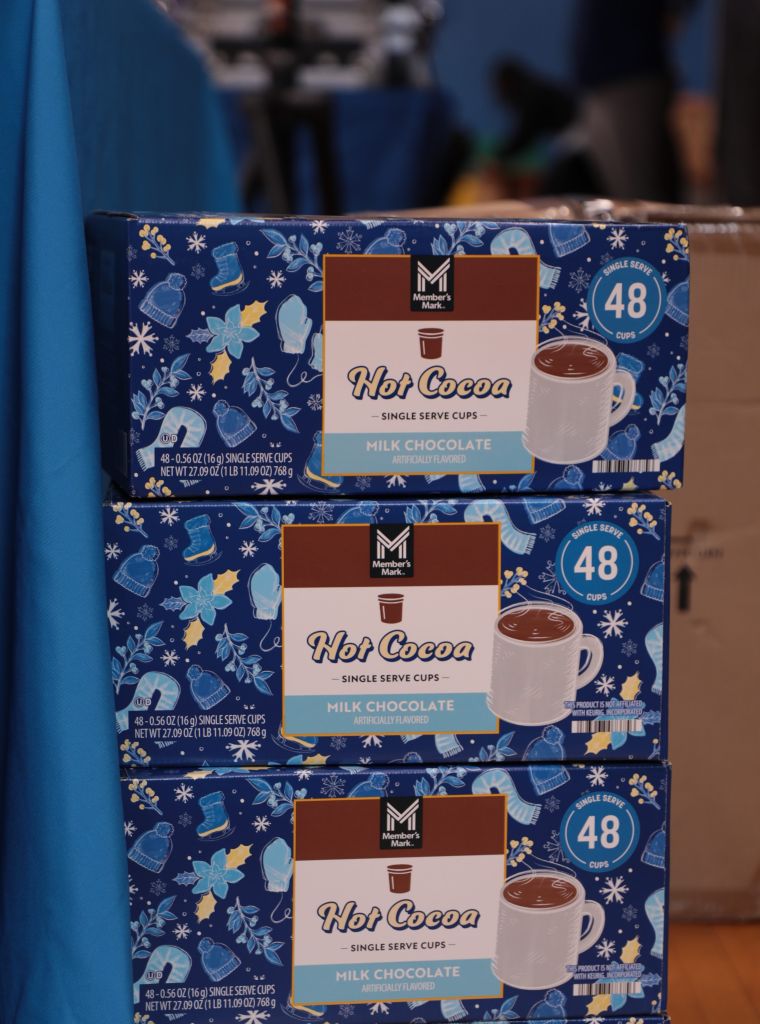 Member's
Mark™
SINGLE SERVE
48
CUPS
Hot Cocoa
SINGLE SERVE CUPS
MILK CHOCOLATE
ARTIFICIALLY FLAVORED
U D
48 - 0.56 OZ (16 g) SINGLE SERVE CUPS
NET WT 27.09 OZ (1 LB 11.09 OZ) 768 g
Member's
Mark™
SINGLE SERVE
48
CUPS
Hot Cocoa
SINGLE SERVE CUPS
MILK CHOCOLATE
ARTIFICIALLY FLAVORED
U D
48 - 0.56 OZ (16 g) SINGLE SERVE CUPS
NET WT 27.09 OZ (1 LB 11.09 OZ) 768 g
THIS PRODUCT IS NOT AFFILIATED
WITH KEURIG, INCORPORATED
Member's
Mark™
SINGLE SERVE
48
CUPS
Hot Cocoa
SINGLE SERVE CUPS
MILK CHOCOLATE
ARTIFICIALLY FLAVORED
U D
48 - 0.56 OZ (16 g) SINGLE SERVE CUPS
NET WT 27.09 OZ (1 LB 11.09 OZ) 768 g
THIS PRODUCT IS NOT AFFILIATED
WITH KEURIG, INCORPORATED